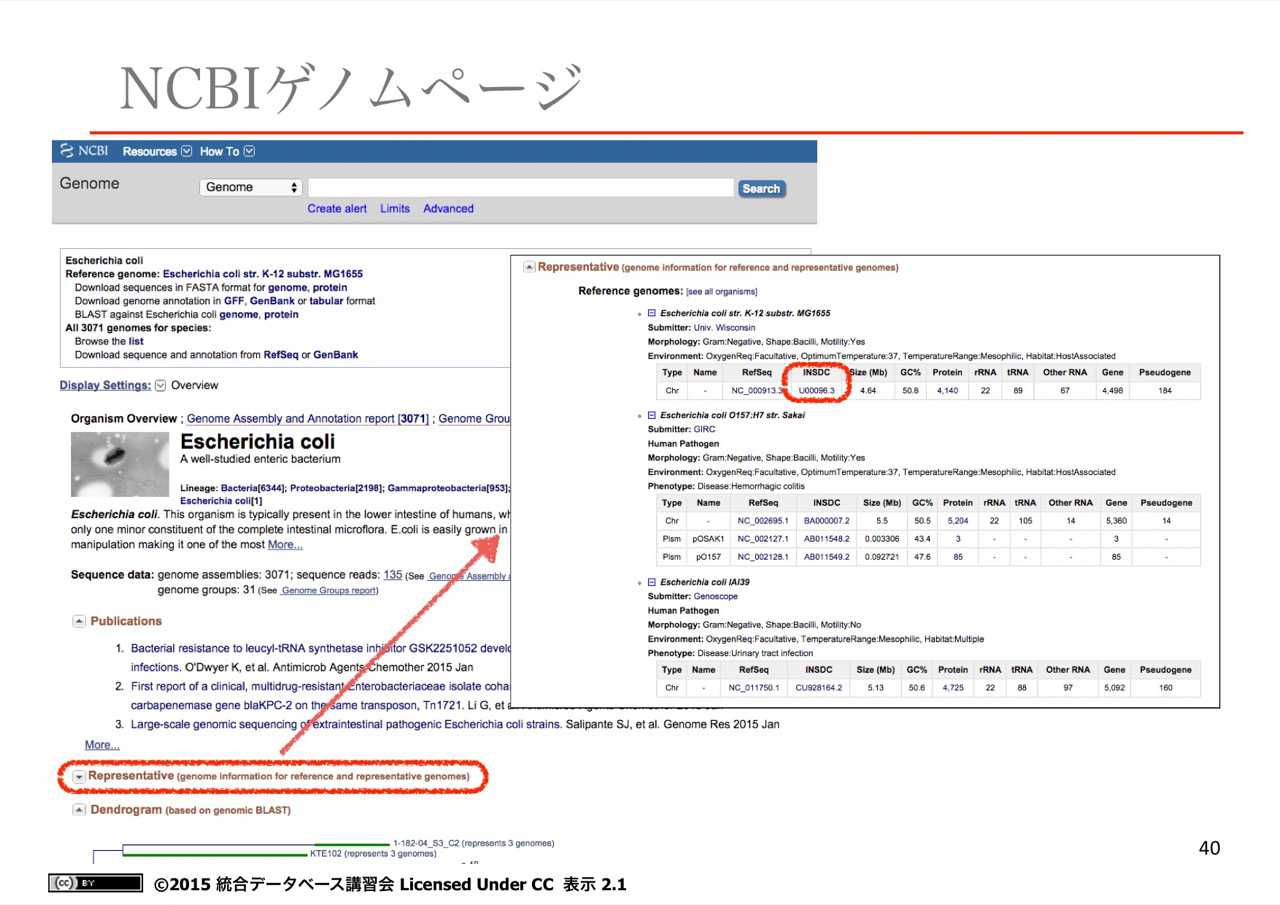 NCBIゲノムページ
NCBI Resources How To
Genome Genome Search
Create alert Limits Advanced
Escherichia coli
Reference genome: Escherichia coli str. K-12 substr. MG1655
Download sequences in FASTA format for genome, protein
Download genome annotation in GFF, GenBank or tabular format
BLAST against Escherichia coli genome, protein
All 3071 genomes for species:
Browse the list
Download sequence and annotation from RefSeq or GenBank
Display Settings: Overview
Organism Overview ; Genome Assembly and Annotation report [3071] ; Genome Grou
Escherichia coli
A well-studied enteric bacterium
Lineage: Bacteria[6344]; Proteobacteria[2198]; Gammaproteobacteria[953];
Escherichia coli[1]
Escherichia coli. This organism is typically present in the lower intestine of humans,
only one minor constituent of the complete intestinal microflora. E.coli is easily grown in
manipulation making it one of the most More...
Sequence data: genome assemblies: 3071; sequence reads: 135 (See Genome Assembly
genome groups: 31 (See Genome Groups report)
Publications
1. Bacterial resistance to leucyl-tRNA synthetase inhibitor GSK2251052 devel
infections. O'Dwyer K, et al. Antimicrob Agents Chemother 2015 Jan
2. First report of a clinical, multidrug-resistant Enterobacteriaceae isolate coha
carbapenemase gene blaKPC-2 on the same transposon, Tn1721. Li G, et
3. Large-scale genomic sequencing of extraintestinal pathogenic Escherichia coli strains. Salipante SJ, et al. Genome Res 2015 Jan
More...
Representative (genome information for reference and representative genomes)
Dendrogram (based on genomic BLAST)
1-182-04_S3_C2 (represents 3 genomes)
KTE102 (represents 3 genomes)
Representative (genome information for reference and representative genomes)
Reference genomes: [see all organisms]
Escherichia coli str. K-12 substr. MG1655
Submitter: Univ. Wisconsin
Morphology: Gram:Negative, Shape:Bacilli, Motility:Yes
Environment: OxygenReq:Facultative, OptimumTemperature:37, TemperatureRange:Mesophilic, Habitat:HostAssociated
Type Name RefSeq INSDC Size (Mb) GC% Protein rRNA tRNA Other RNA Gene Pseudogene
Chr - NC_000913.3 U00096.3 4.64 50.8 4,140 22 89 67 4,498 184
Escherichia coli O157:H7 str. Sakai
Submitter: GIRC
Human Pathogen
Morphology: Gram:Negative, Shape:Bacilli, Motility:Yes
Environment: OxygenReq:Facultative, OptimumTemperature:37, TemperatureRange:Mesophilic, Habitat:HostAssociated
Phenotype: Disease:Hemorrhagic colitis
Type Name RefSeq INSDC Size (Mb) GC% Protein rRNA tRNA Other RNA Gene Pseudogene
Chr - NC_002695.1 BA000007.2 5.5 50.5 5,204 22 105 14 5,360 14
Plsm pOSAK1 NC_002127.1 AB011548.2 0.003306 43.4 3 - - - 3 -
Plsm pO157 NC_002128.1 AB011549.2 0.092721 47.6 85 - - - 85 -
Escherichia coli IAI39
Submitter: Genoscope
Human Pathogen
Morphology: Gram:Negative, Shape:Bacilli, Motility:No
Environment: OxygenReq:Facultative, TemperatureRange:Mesophilic, Habitat:Multiple
Phenotype: Disease:Urinary tract infection
Type Name RefSeq INSDC Size (Mb) GC% Protein rRNA tRNA Other RNA Gene Pseudogene
Chr - NC_011750.1 CU928164.2 5.13 50.6 4,725 22 88 97 5,092 160
40
cc BY ©2015 統合データベース講習会 Licensed Under CC 表示 2.1